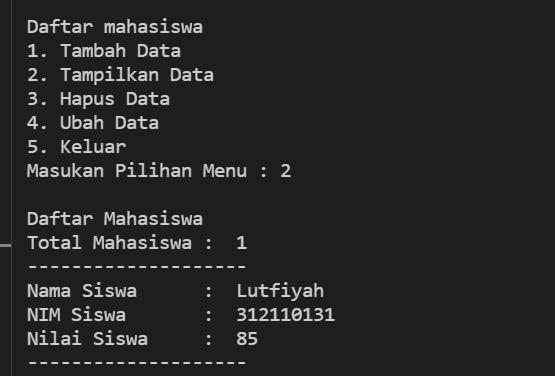 Daftar mahasiswa
1. Tambah Data
2. Tampilkan Data
3. Hapus Data
4. Ubah Data
5. Keluar
Masukan Pilihan Menu : 2
Daftar Mahasiswa
Total Mahasiswa :  1
--------------------
Nama Siswa      :  Lutfiyah
NIM Siswa       :  312110131
Nilai Siswa     :  85
--------------------